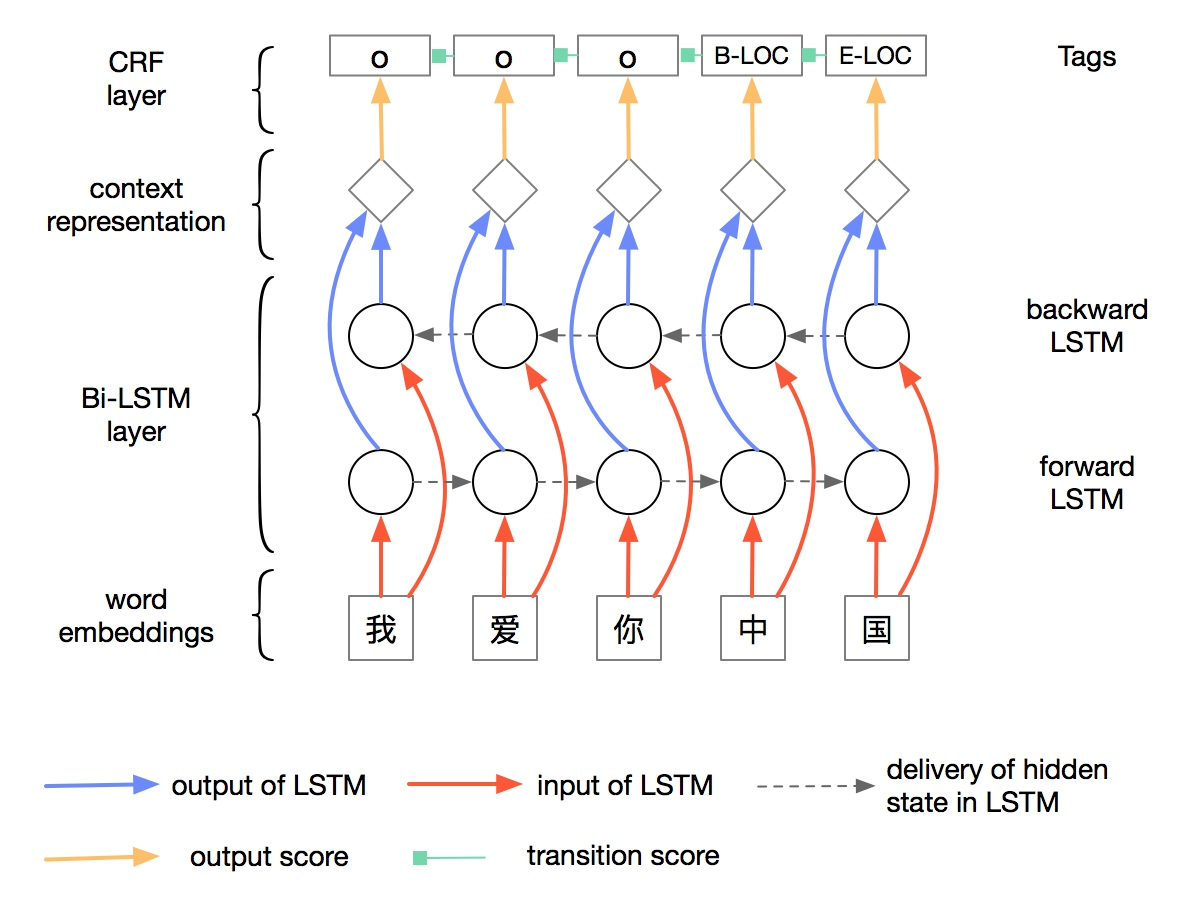 CRF
layer
O
O
O
B-LOC
E-LOC
Tags
context
representation
backward
LSTM
Bi-LSTM
layer
forward
LSTM
word
embeddings
我
爱
你
中
国
output of LSTM
input of LSTM
delivery of hidden
state in LSTM
output score
transition score